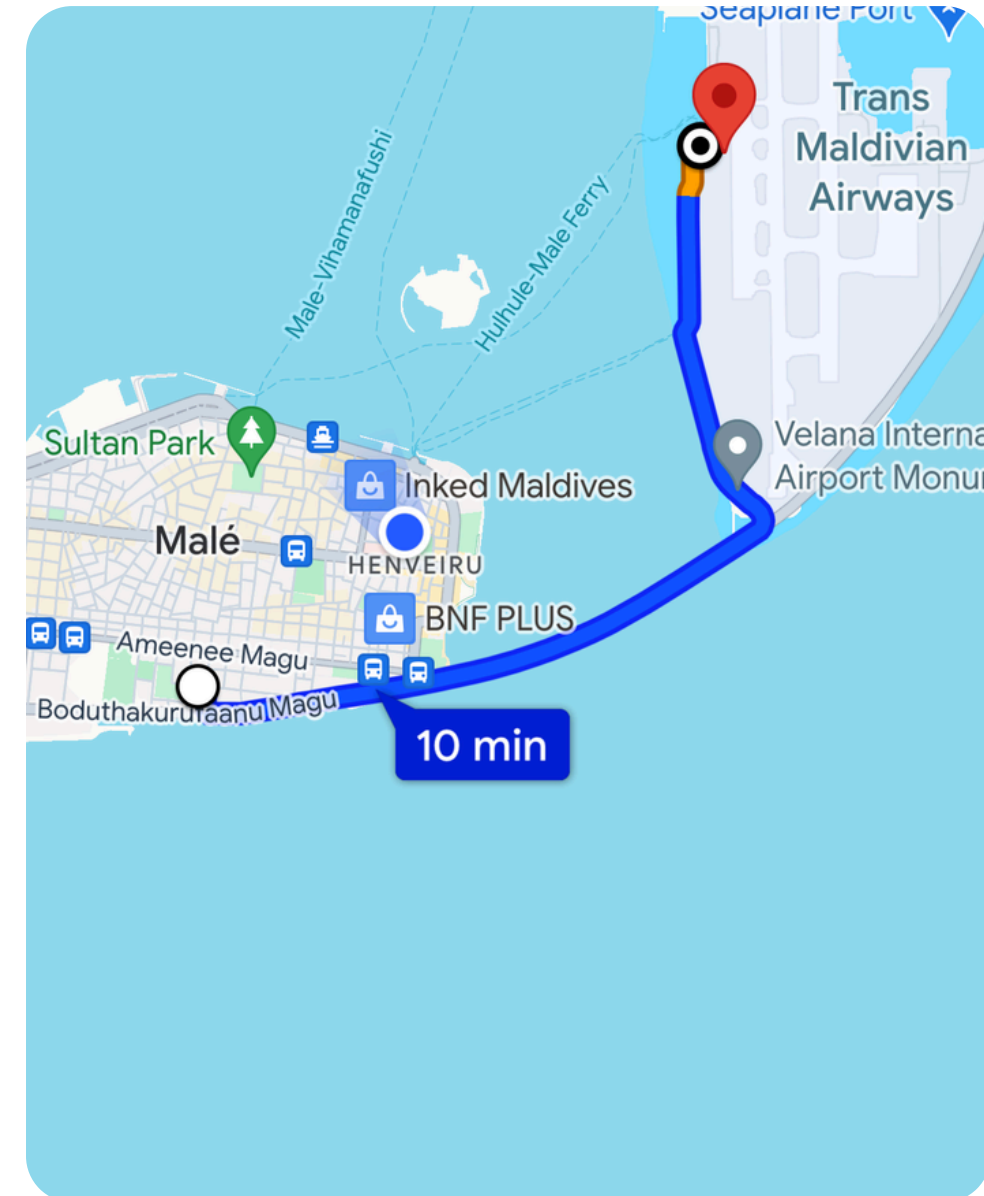 Seaplane Port
Trans
Maldivian
Airways
Male-Vihamanafushi
Hulhule-Male Ferry
Sultan Park
Velana Interna
Airport Monu
Inked Maldives
Malé
HENVEIRU
BNF PLUS
Ameenee Magu
Boduthakurufaanu Magu
10 min